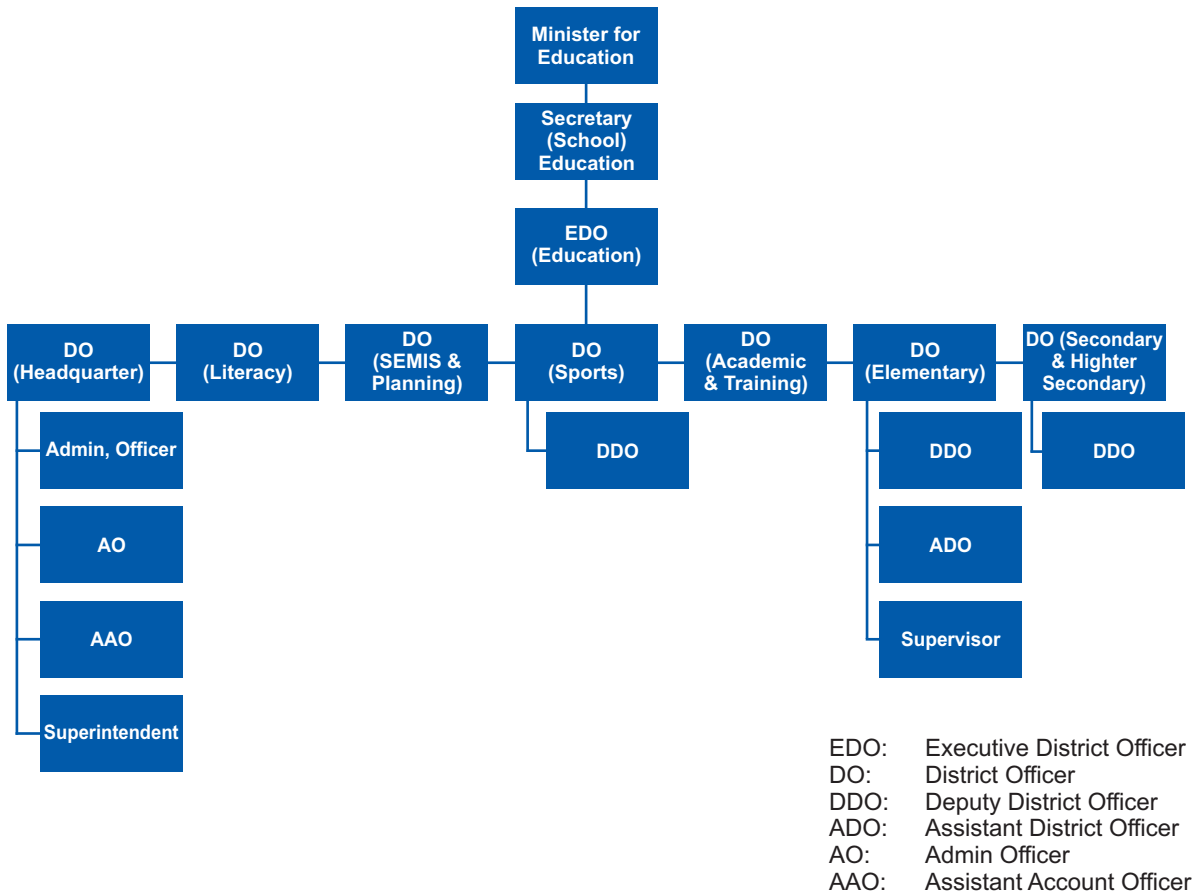 Minister for
Education
Secretary
(School)
Education
EDO
(Education)
DO
(Headquarter)
DO
(Literacy)
DO
(SEMIS &
Planning)
DO
(Sports)
DO
(Academic
& Training)
DO
(Elementary)
DO (Secondary
& Highter
Secondary)
Admin, Officer
AO
AAO
Superintendent
DDO
DDO
ADO
Supervisor
DDO
EDO: Executive District Officer
DO: District Officer
DDO: Deputy District Officer
ADO: Assistant District Officer
AO: Admin Officer
AAO: Assistant Account Officer